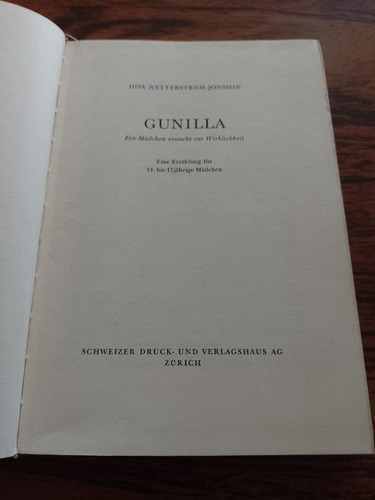 DISA NETTERSTRÖM-JONSSON
GUNILLA
Ein Mädchen erwacht zur Wirklichkeit
Eine Erzählung für
14- bis 17jährige Mädchen
SCHWEIZER DRUCK- UND VERLAGSHAUS AG
ZÜRICH